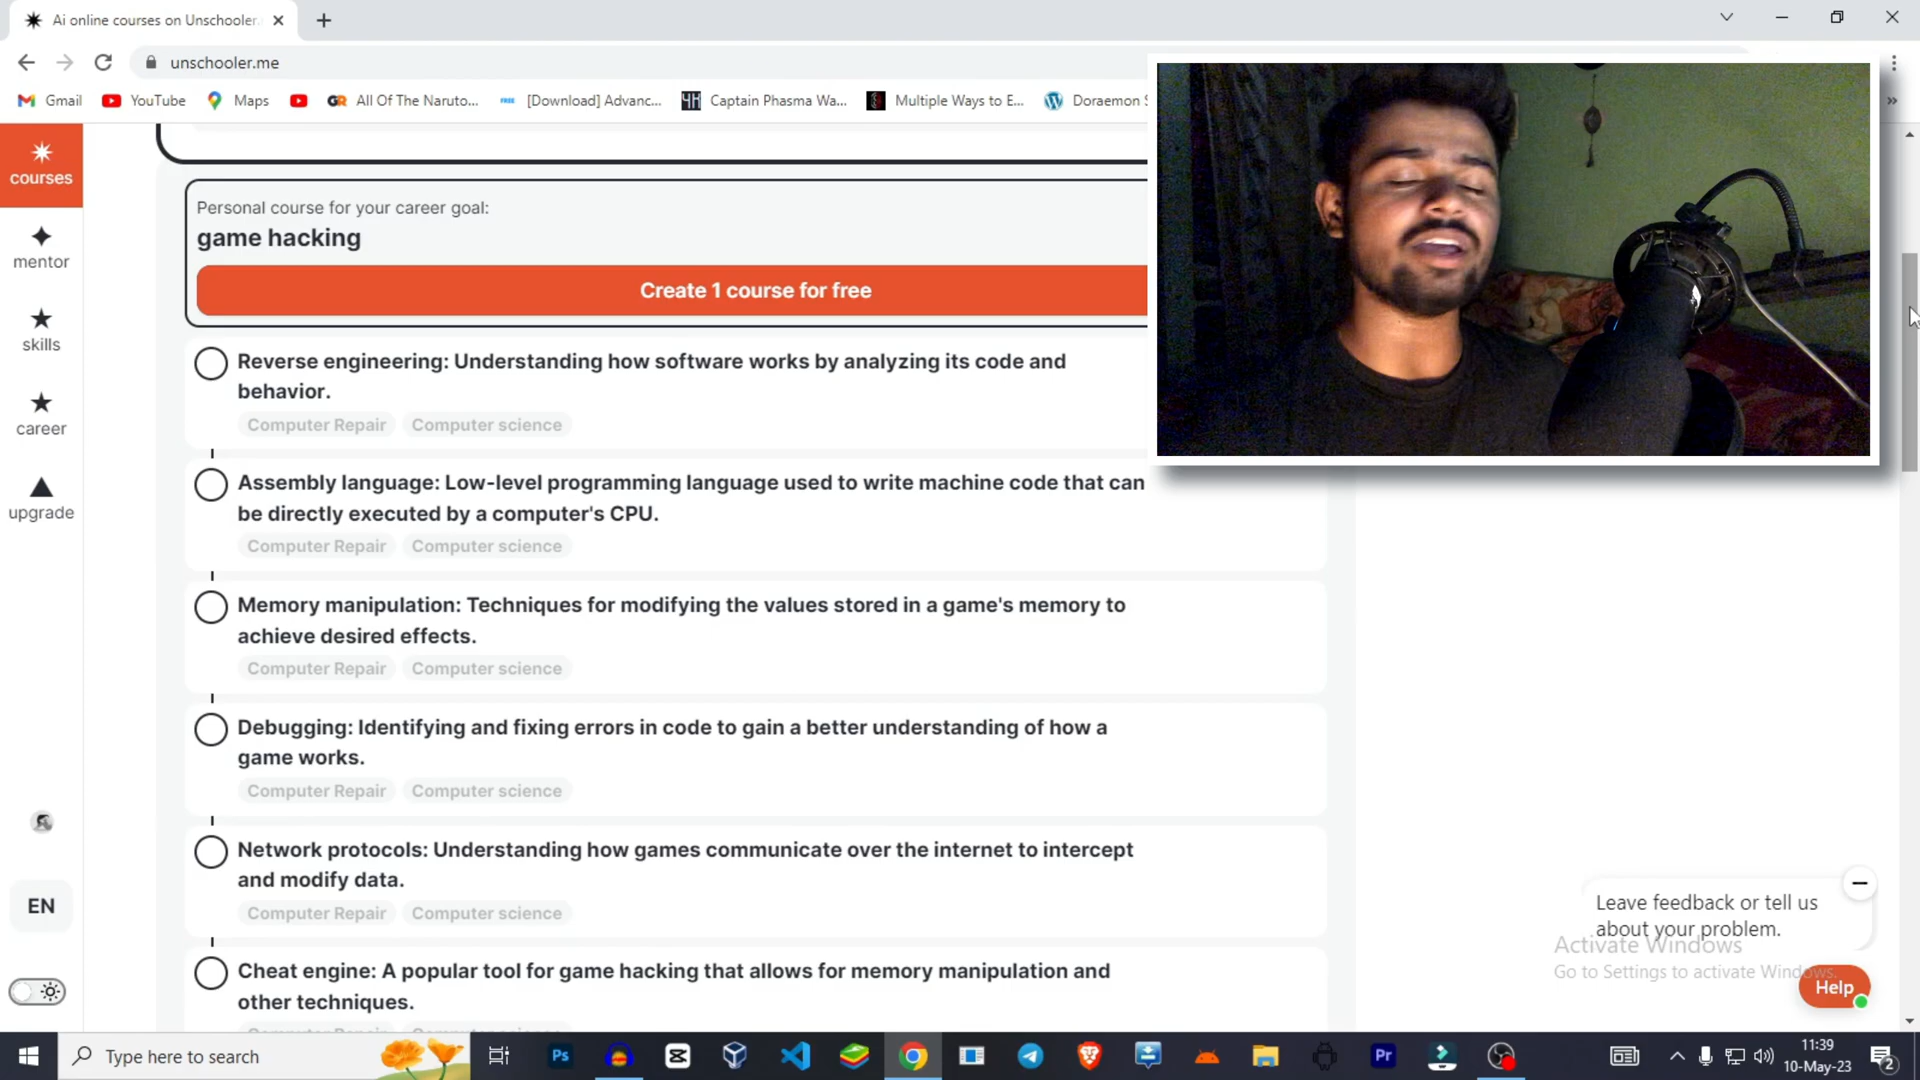 Ai online courses on Unschooler.
unschooler.me
Gmail
YouTube
Maps
All Of The Naruto...
[Download] Advanc...
Captain Phasma Wa...
Multiple Ways to E...
Doraemon S
courses
mentor
skills
career
upgrade
EN
Personal course for your career goal:
game hacking
Create 1 course for free
Reverse engineering: Understanding how software works by analyzing its code and
behavior.
Computer Repair Computer science
Assembly language: Low-level programming language used to write machine code that can
be directly executed by a computer's CPU.
Computer Repair Computer science
Memory manipulation: Techniques for modifying the values stored in a game's memory to
achieve desired effects.
Computer Repair Computer science
Debugging: Identifying and fixing errors in code to gain a better understanding of how a
game works.
Computer Repair Computer science
Network protocols: Understanding how games communicate over the internet to intercept
and modify data.
Computer Repair Computer science
Cheat engine: A popular tool for game hacking that allows for memory manipulation and
other techniques.
Leave feedback or tell us
about your problem.
Activate Windows
Go to Settings to activate Windows.
Help
Type here to search
Ps
Pr
11:39
10-May-23
2